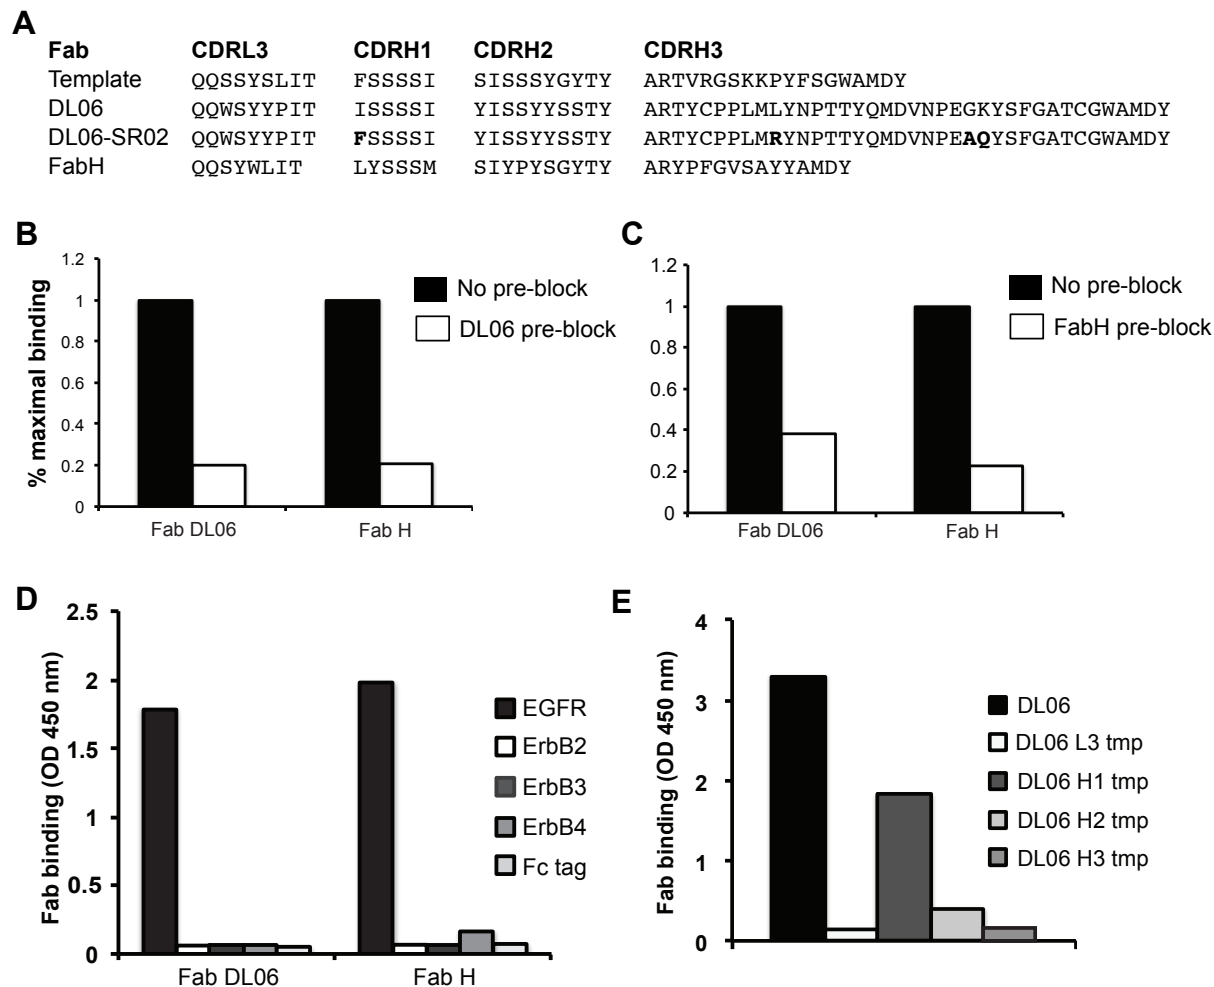 A
Fab CDRL3 CDRH1 CDRH2 CDRH3
Template QQSSYSLIT FSSSSI SISSSYGYTY ARTVRGSKKPYFSGWAMDY
DL06 QQWSYYPIT ISSSSI YISSYYSSTY ARTYCPPLMLYNPTTYQMDVNPEGKYSFGATCGWAMDY
DL06-SR02 QQWSYYPIT FSSSSI YISSYYSSTY ARTYCPPLMRYNPTTYQMDVNPEAQYSFGATCGWAMDY
FabH QQSYWLIT LYSSSM SIYPYSGYTY ARYPFGVSAYYAMDY
B
% maximal binding
1.2
1
0.8
0.6
0.4
0.2
0
Fab DL06 Fab H
No pre-block
DL06 pre-block
C
1.2
1
0.8
0.6
0.4
0.2
0
Fab DL06 Fab H
No pre-block
FabH pre-block
D
Fab binding (OD 450 nm)
2.5
2
1.5
1
0.5
0
Fab DL06 Fab H
EGFR
ErbB2
ErbB3
ErbB4
Fc tag
E
Fab binding (OD 450 nm)
4
3
2
1
0
DL06
DL06 L3 tmp
DL06 H1 tmp
DL06 H2 tmp
DL06 H3 tmp